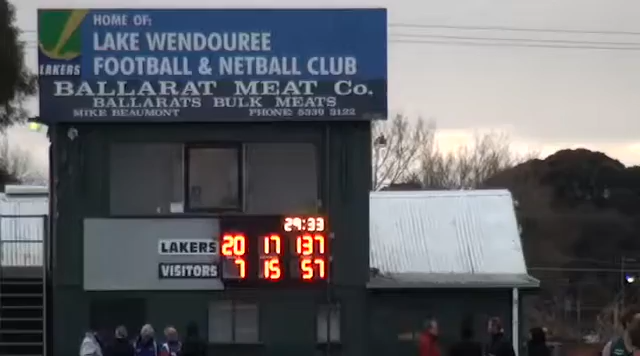 HOME OF:
LAKE WENDOUREE
FOOTBALL & NETBALL CLUB
LAKERS
BALLARAT MEAT Co.
BALLARATS BULK MEATS
MIKE BEAUMONT PHONE: 5339 3122
29:33
LAKERS 20 17 137
VISITORS 7 15 57